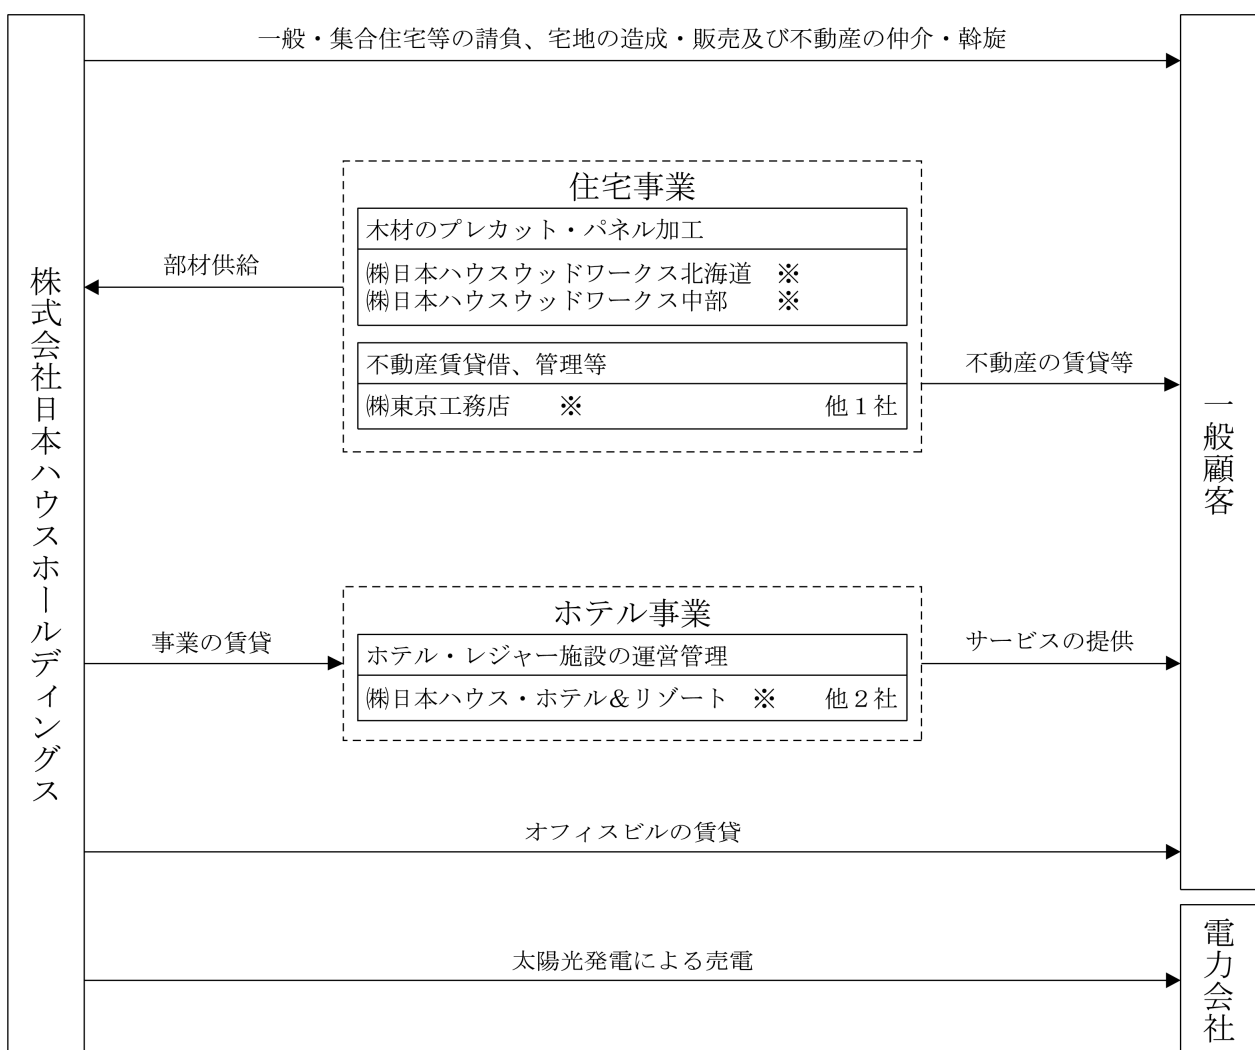 一般・集合住宅等の請負、宅地の造成・販売及び不動産の仲介・斡旋
株式会社日本ハウスホールディングス
住宅事業
木材のプレカット・パネル加工
㈱日本ハウスウッドワークス北海道　※
㈱日本ハウスウッドワークス中部　　※
部材供給
不動産賃貸借、管理等
㈱東京工務店　　※　　他１社
不動産の賃貸等
一般顧客
ホテル事業
ホテル・レジャー施設の運営管理
㈱日本ハウス・ホテル＆リゾート　※　　他２社
事業の賃貸
サービスの提供
オフィスビルの賃貸
太陽光発電による売電
電力会社